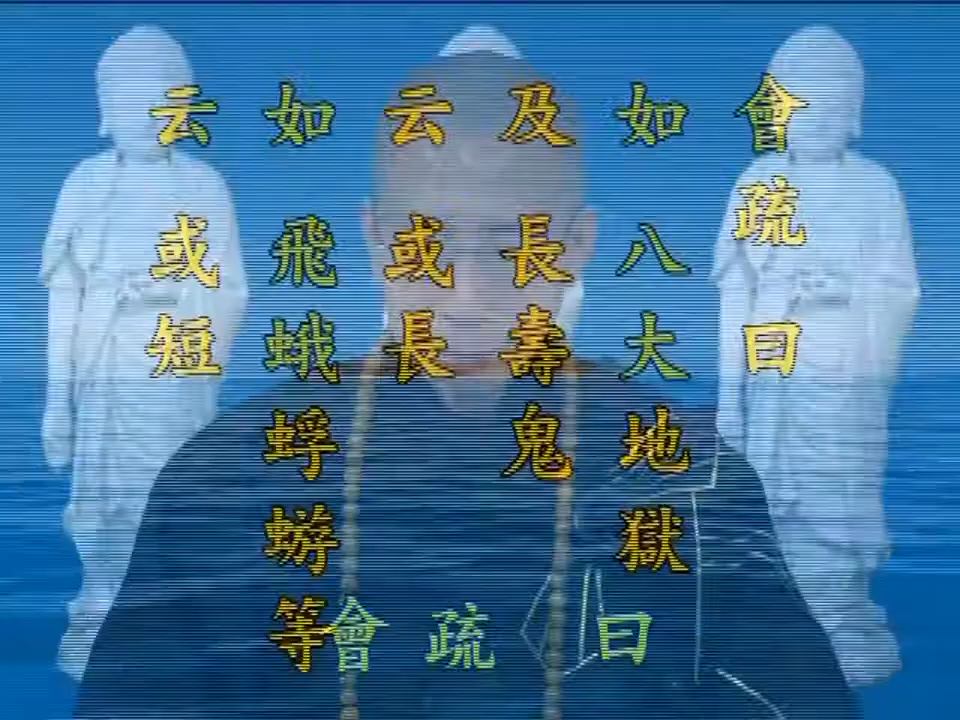 會疏曰
如八大地獄
及長壽鬼
云或長
如飛蛾蜉蝣等
云或短
會疏曰